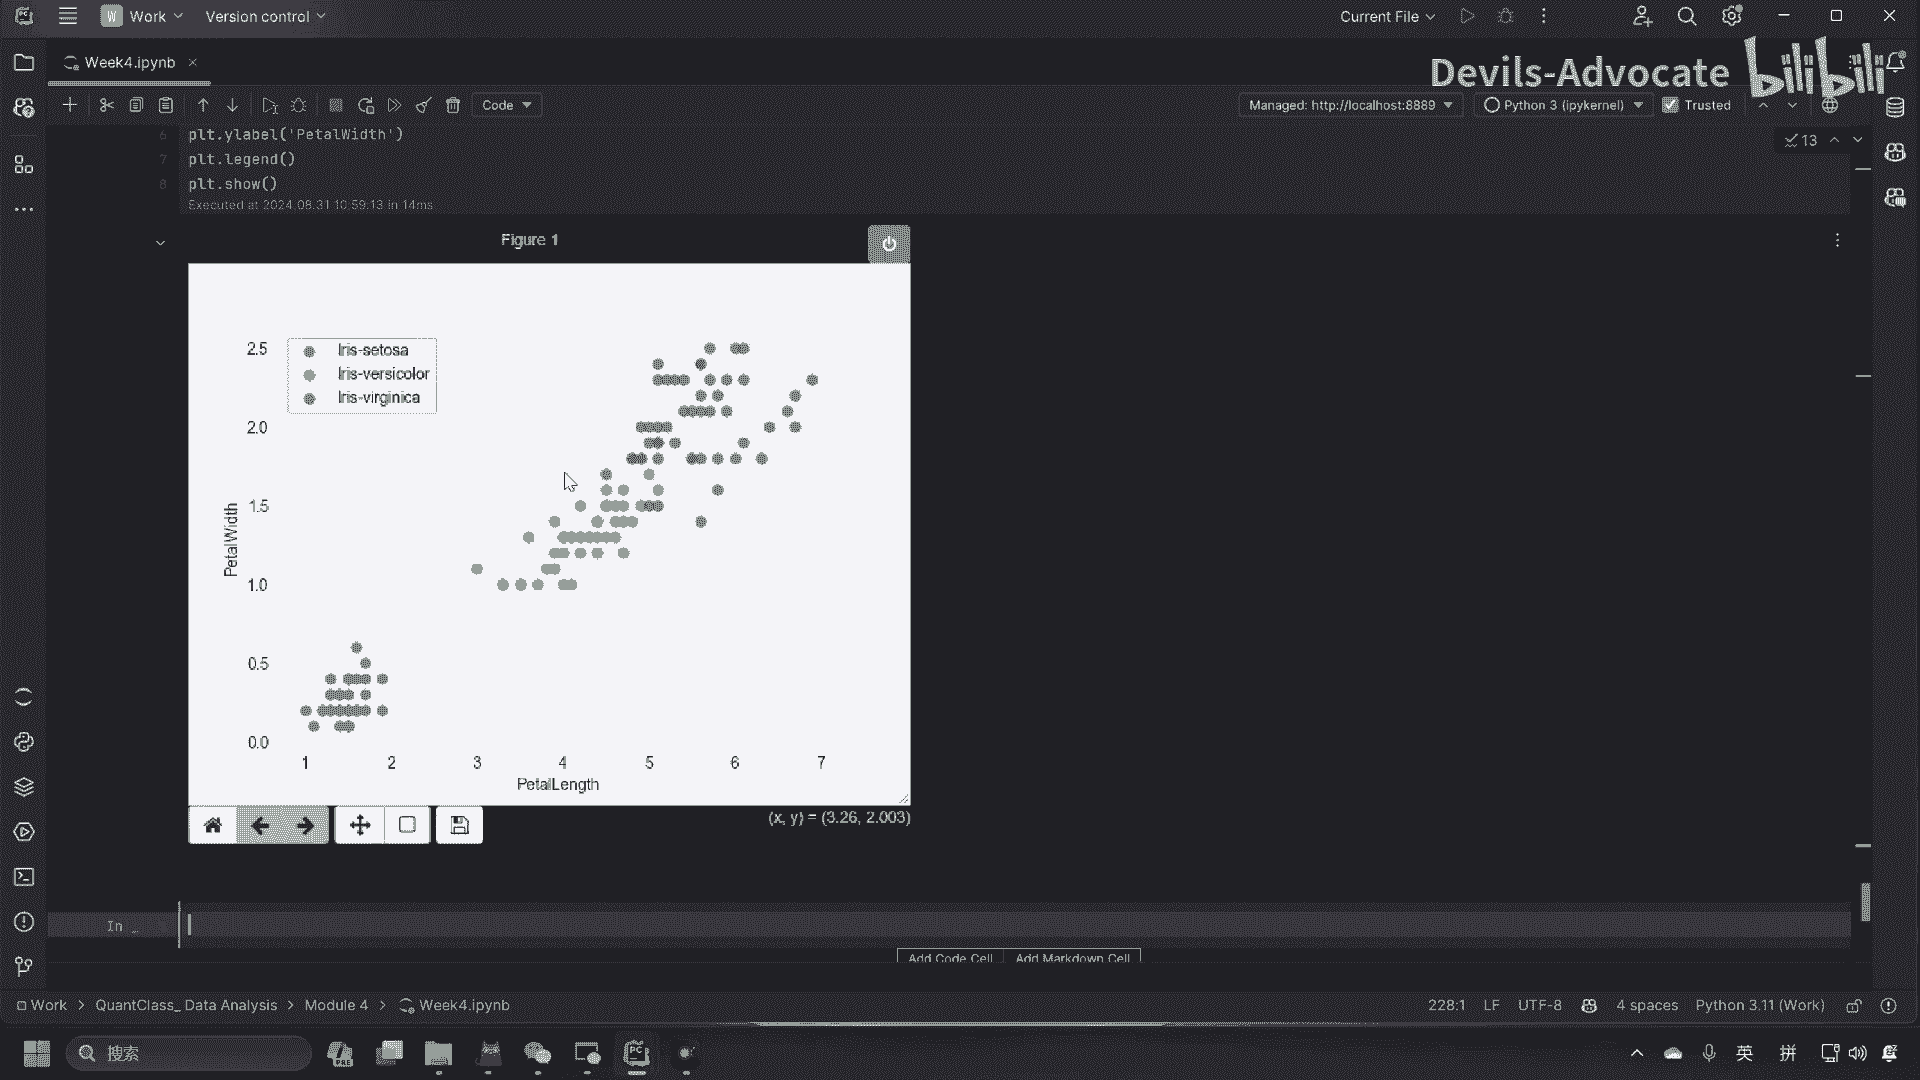 W Work Version control Current File
Week4.ipynb
Devils-Advocate bilibili
Code Managed: http://localhost:8889 Python 3 (ipykernel) Trusted
6 plt.ylabel('PetalWidth')
13
7 plt.legend()
8 plt.show()
Executed at 2024.08.31 10:59:13 in 14ms
Figure 1
2.5
Iris-setosa
Iris-versicolor
Iris-virginica
2.0
1.5
PetalWidth
1.0
0.5
0.0
1 2 3 4 5 6 7
PetalLength
(x, y) = (3.26, 2.003)
In _
Add Code Cell Add Markdown Cell
Work > QuantClass_ Data Analysis > Module 4 > Week4.ipynb 228:1 LF UTF-8 4 spaces Python 3.11 (Work)
搜索 英 拼